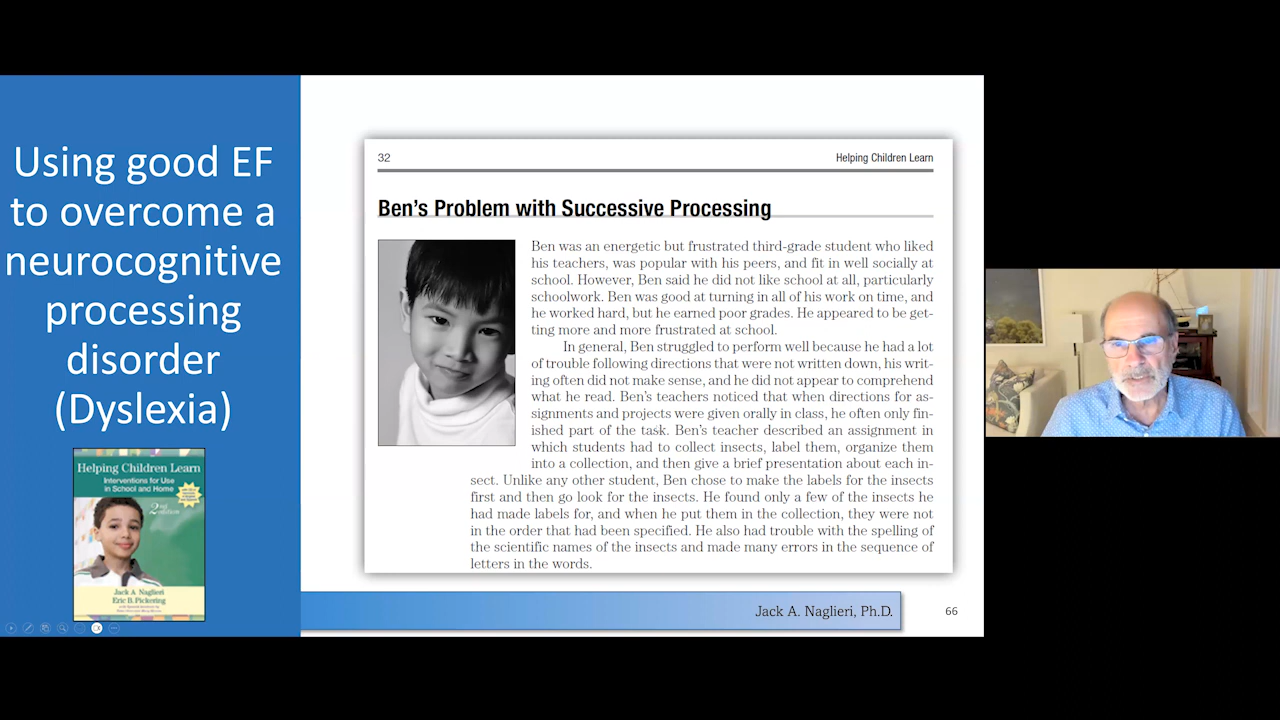 Using good EF
to overcome a
neurocognitive
processing
disorder
(Dyslexia)
Helping Children Learn
Interventions for Use
in School and Home
2nd edition
Jack A. Naglieri
Eric B. Pickering
32
Helping Children Learn
Ben's Problem with Successive Processing
Ben was an energetic but frustrated third-grade student who liked
his teachers, was popular with his peers, and fit in well socially at
school. However, Ben said he did not like school at all, particularly
schoolwork. Ben was good at turning in all of his work on time, and
he worked hard, but he earned poor grades. He appeared to be get-
ting more and more frustrated at school.
In general, Ben struggled to perform well because he had a lot
of trouble following directions that were not written down, his writ-
ing often did not make sense, and he did not appear to comprehend
what he read. Ben's teachers noticed that when directions for as-
signments and projects were given orally in class, he often only fin-
ished part of the task. Ben's teacher described an assignment in
which students had to collect insects, label them, organize them
into a collection, and then give a brief presentation about each in-
sect. Unlike any other student, Ben chose to make the labels for the insects
first and then go look for the insects. He found only a few of the insects he
had made labels for, and when he put them in the collection, they were not
in the order that had been specified. He also had trouble with the spelling of
the scientific names of the insects and made many errors in the sequence of
letters in the words.
Jack A. Naglieri, Ph.D.
66